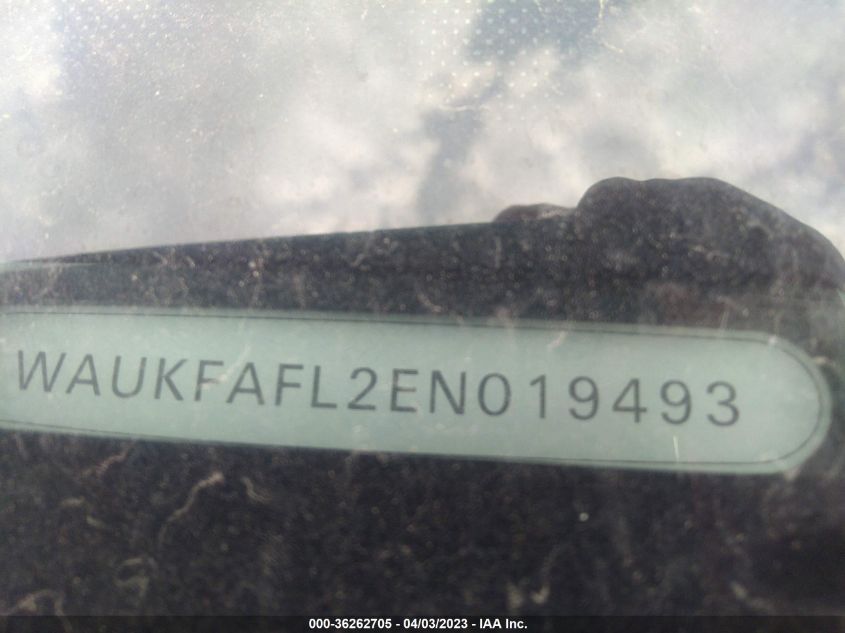 WAUKFAFL2EN019493
000-36262705 - 04/03/2023 - IAA Inc.